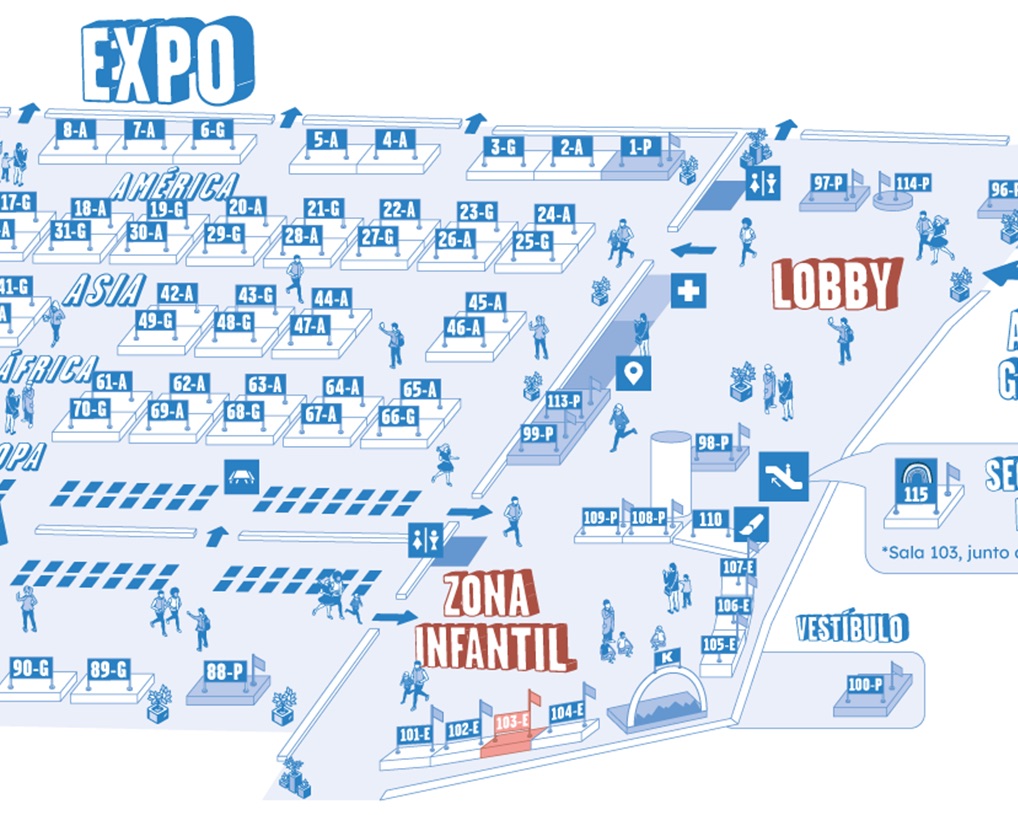 EXPO
8-A 7-A 6-G 5-A 4-A 3-G 2-A 1-P
97-P 114-P 96-P
AMÉRICA
17-G 18-A 19-G 20-A 21-G 22-A 23-G 24-A
31-G 30-A 29-G 28-A 27-G 26-A 25-G
LOBBY
41-G ASIA 42-A 43-G 44-A 45-A
49-G 48-G 47-A 46-A
ÁFRICA 61-A 62-A 63-A 64-A 65-A
70-G 69-A 68-G 67-A 66-G
113-P
99-P
98-P
115
109-P 108-P 110
*Sala 103, junto
107-E
106-E
105-E
ZONA
INFANTIL
VESTÍBULO
K
90-G 89-G 88-P
100-P
101-E 102-E 103-E 104-E